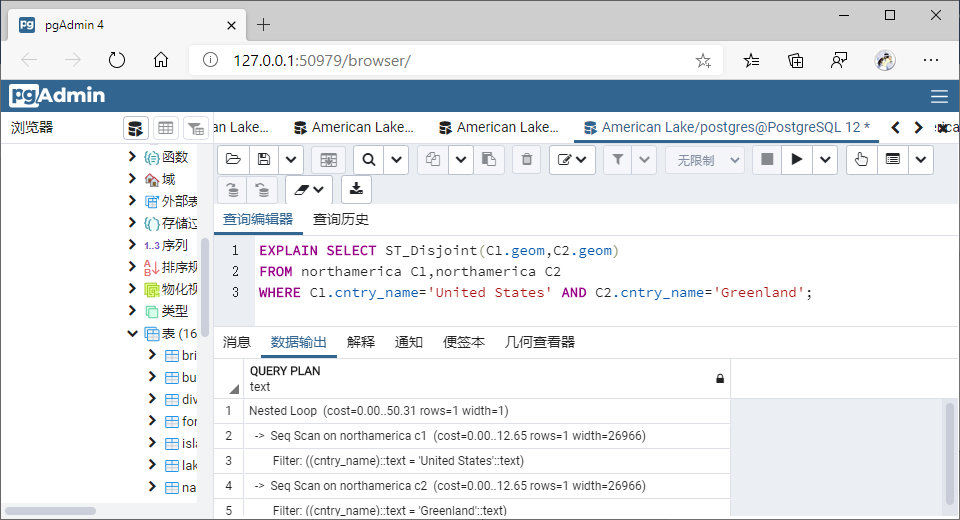 pgAdmin 4
127.0.0.1:50979/browser/
pgAdmin
浏览器
an Lake...
American Lake...
American Lake...
American Lake/postgres@PostgreSQL 12 *
函数
域
外部表
存储过
1..3 序列
排序规
物化视
类型
表 (16
bri
bu
div
for
isla
lak
na
无限制
查询编辑器
查询历史
1 EXPLAIN SELECT ST_Disjoint(C1.geom,C2.geom)
2 FROM northamerica C1,northamerica C2
3 WHERE C1.cntry_name='United States' AND C2.cntry_name='Greenland';
消息
数据输出
解释
通知
便签本
几何查看器
QUERY PLAN
text
1 Nested Loop (cost=0.00..50.31 rows=1 width=1)
2 -> Seq Scan on northamerica c1 (cost=0.00..12.65 rows=1 width=26966)
3 Filter: ((cntry_name)::text = 'United States'::text)
4 -> Seq Scan on northamerica c2 (cost=0.00..12.65 rows=1 width=26966)
5 Filter: ((cntry_name)::text = 'Greenland'::text)